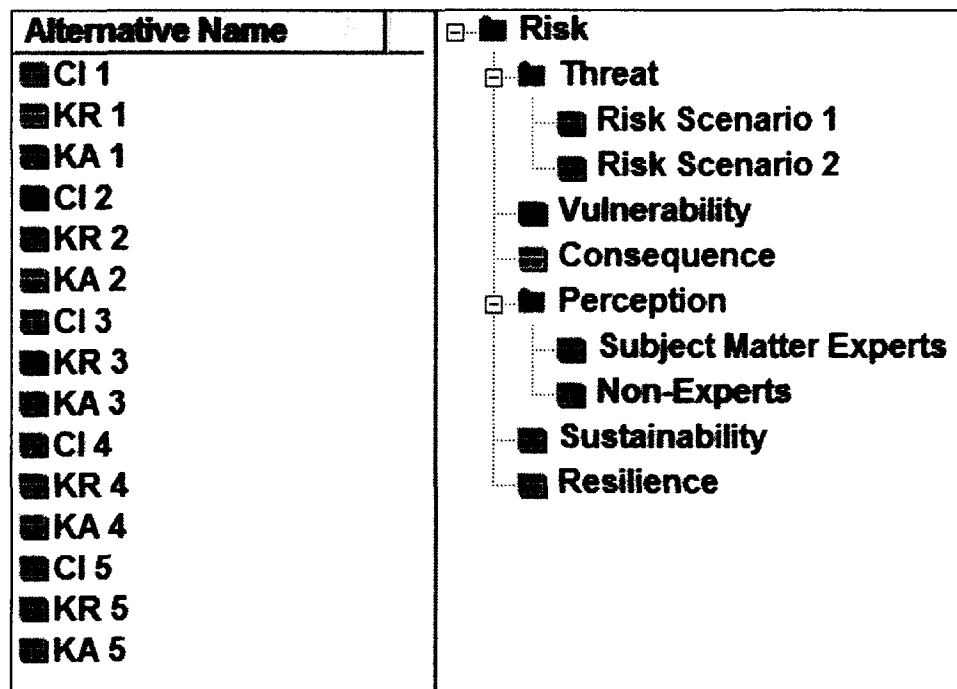 Alternative Name
CI 1
KR 1
KA 1
CI 2
KR 2
KA 2
CI 3
KR 3
KA 3
CI 4
KR 4
KA 4
CI 5
KR 5
KA 5
Risk
Threat
Risk Scenario 1
Risk Scenario 2
Vulnerability
Consequence
Perception
Subject Matter Experts
Non-Experts
Sustainability
Resilience